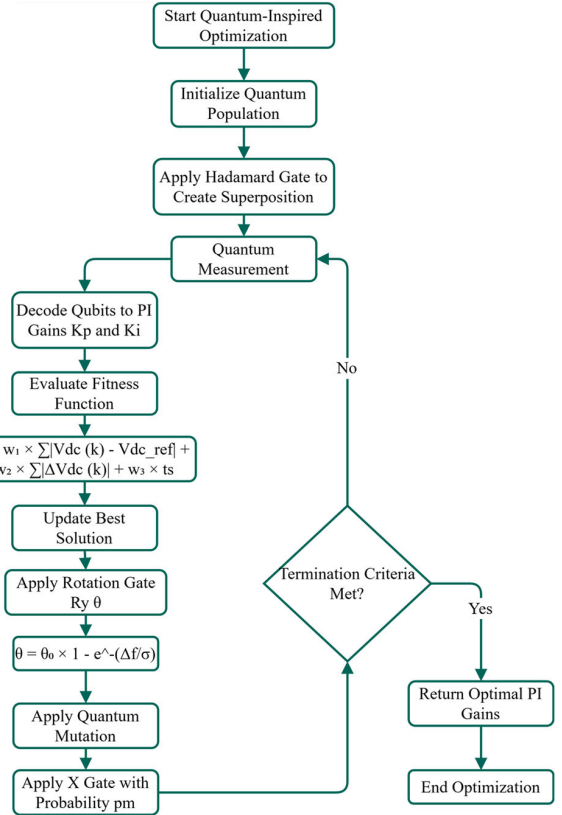 Start Quantum-Inspired
Optimization
Initialize Quantum
Population
Apply Hadamard Gate to
Create Superposition
Quantum
Measurement
Decode Qubits to PI
Gains Kp and Ki
Evaluate Fitness
Function
w₁ × ∑|Vdc (k) - Vdc_ref| +
w₂ × ∑|ΔVdc (k)| + w₃ × ts
Update Best
Solution
Apply Rotation Gate
Ry θ
θ = θ₀ × 1 - e^-(Δf/σ)
Apply Quantum
Mutation
Apply X Gate with
Probability pm
Termination Criteria
Met?
No
Yes
Return Optimal PI
Gains
End Optimization